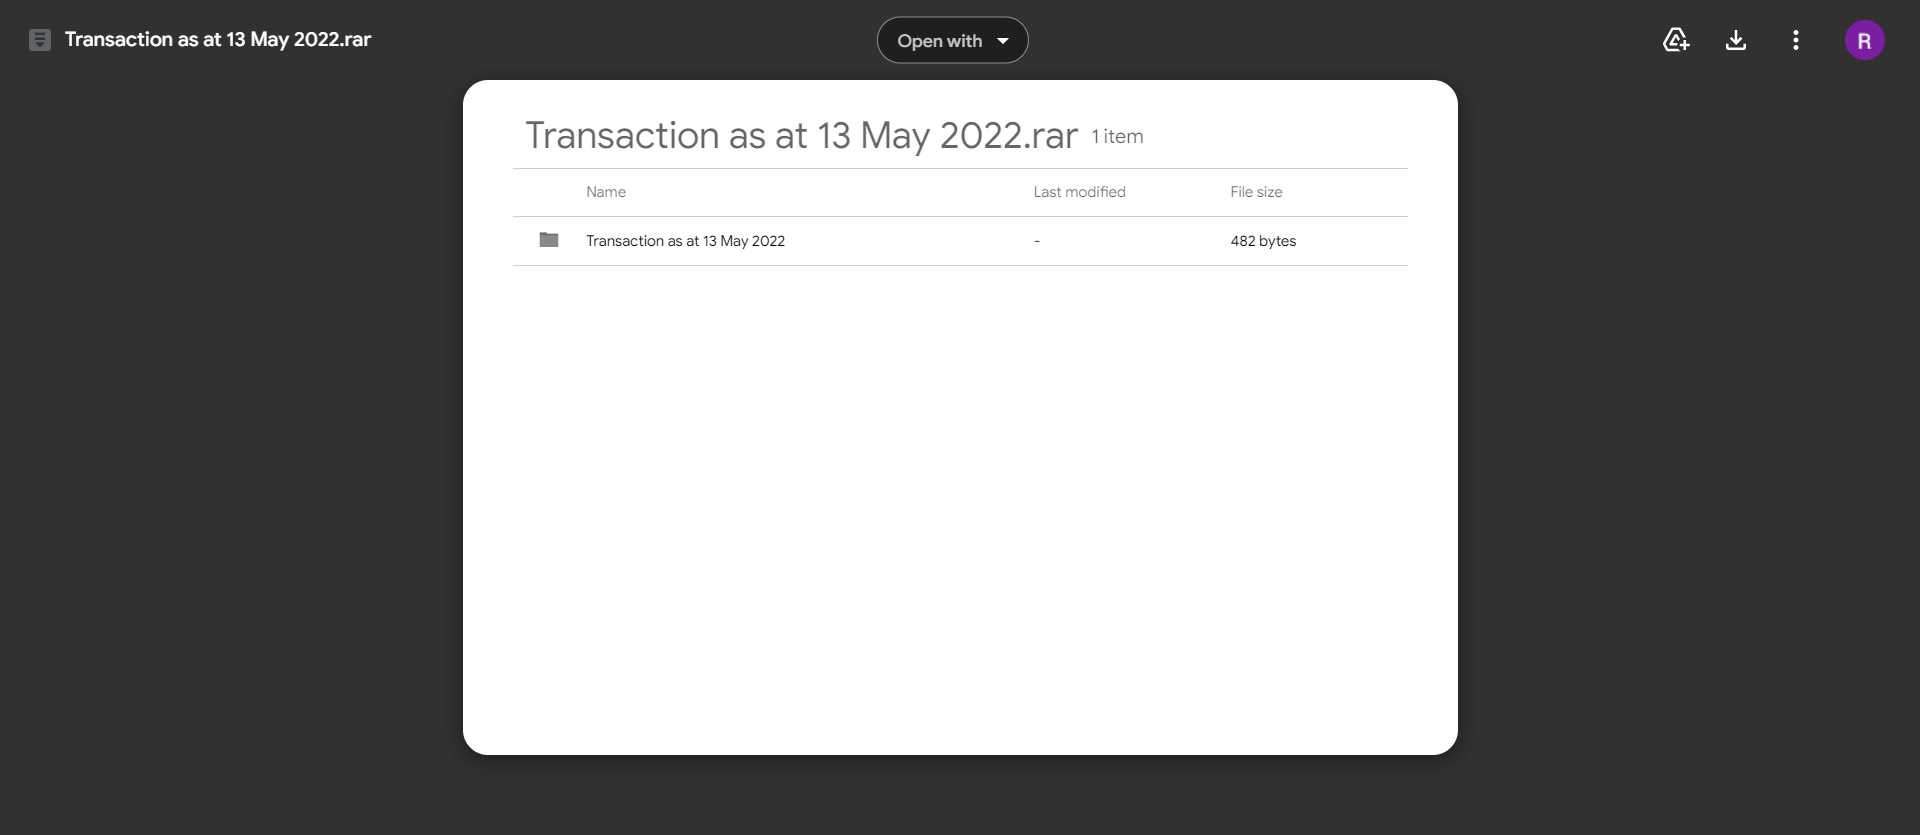 Transaction as at 13 May 2022.rar
Open with
R
Transaction as at 13 May 2022.rar 1 item
Name Last modified File size
Transaction as at 13 May 2022 - 482 bytes